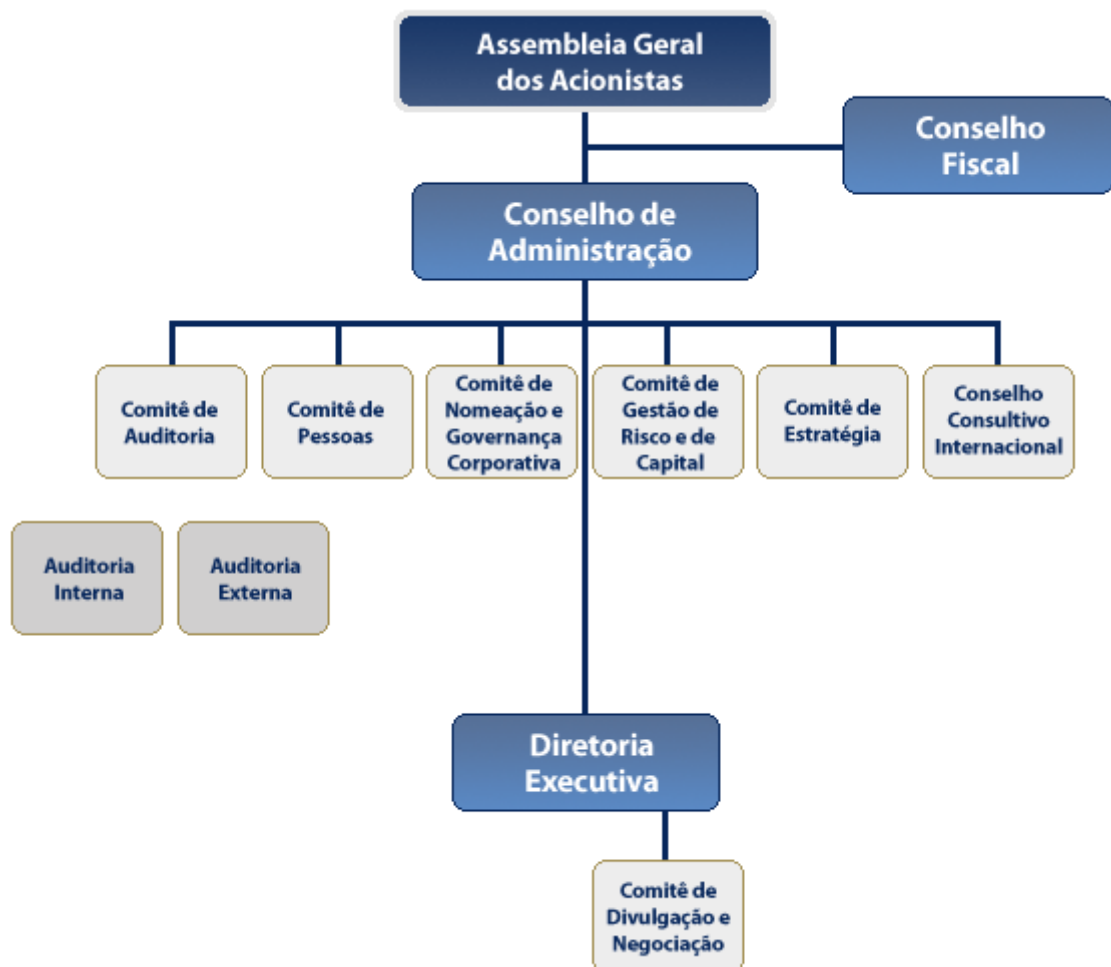 Assembleia Geral
dos Acionistas
Conselho
Fiscal
Conselho de
Administração
Comitê de
Auditoria
Comitê de
Pessoas
Comitê de
Nomeação e
Governança
Corporativa
Comitê de
Gestão de
Risco e de
Capital
Comitê de
Estratégia
Conselho
Consultivo
Internacional
Auditoria
Interna
Auditoria
Externa
Diretoria
Executiva
Comitê de
Divulgação e
Negociação